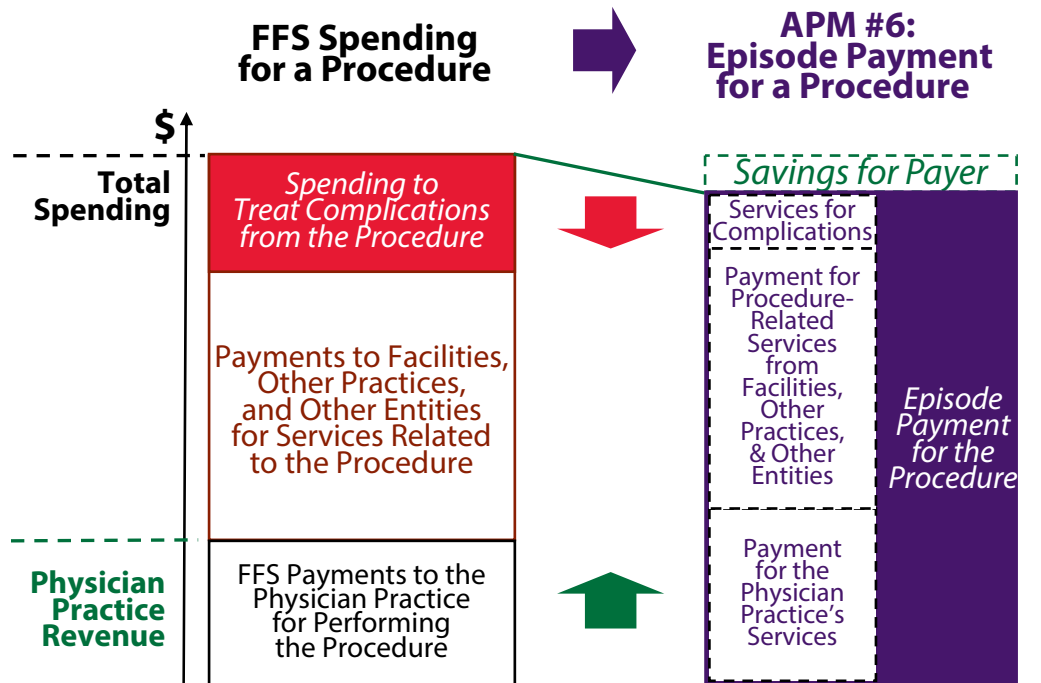 FFS Spending
for a Procedure
APM #6:
Episode Payment
for a Procedure
$
Total
Spending
Spending to
Treat Complications
from the Procedure
Payments to Facilities,
Other Practices,
and Other Entities
for Services Related
to the Procedure
Physician
Practice
Revenue
FFS Payments to the
Physician Practice
for Performing
the Procedure
Savings for Payer
Services for
Complications
Payment for
Procedure-
Related
Services
from
Facilities,
Other
Practices,
& Other
Entities
Payment
for the
Physician
Practice's
Services
Episode
Payment
for the
Procedure